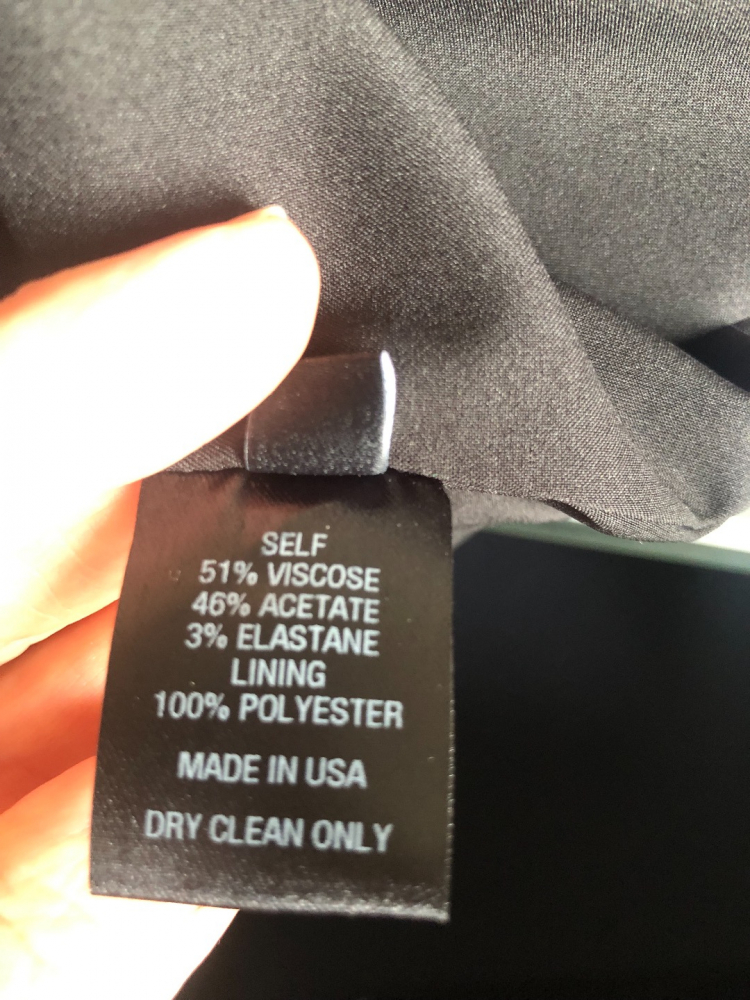 SELF
51% VISCOSE
46% ACETATE
3% ELASTANE
LINING
100% POLYESTER
MADE IN USA
DRY CLEAN ONLY